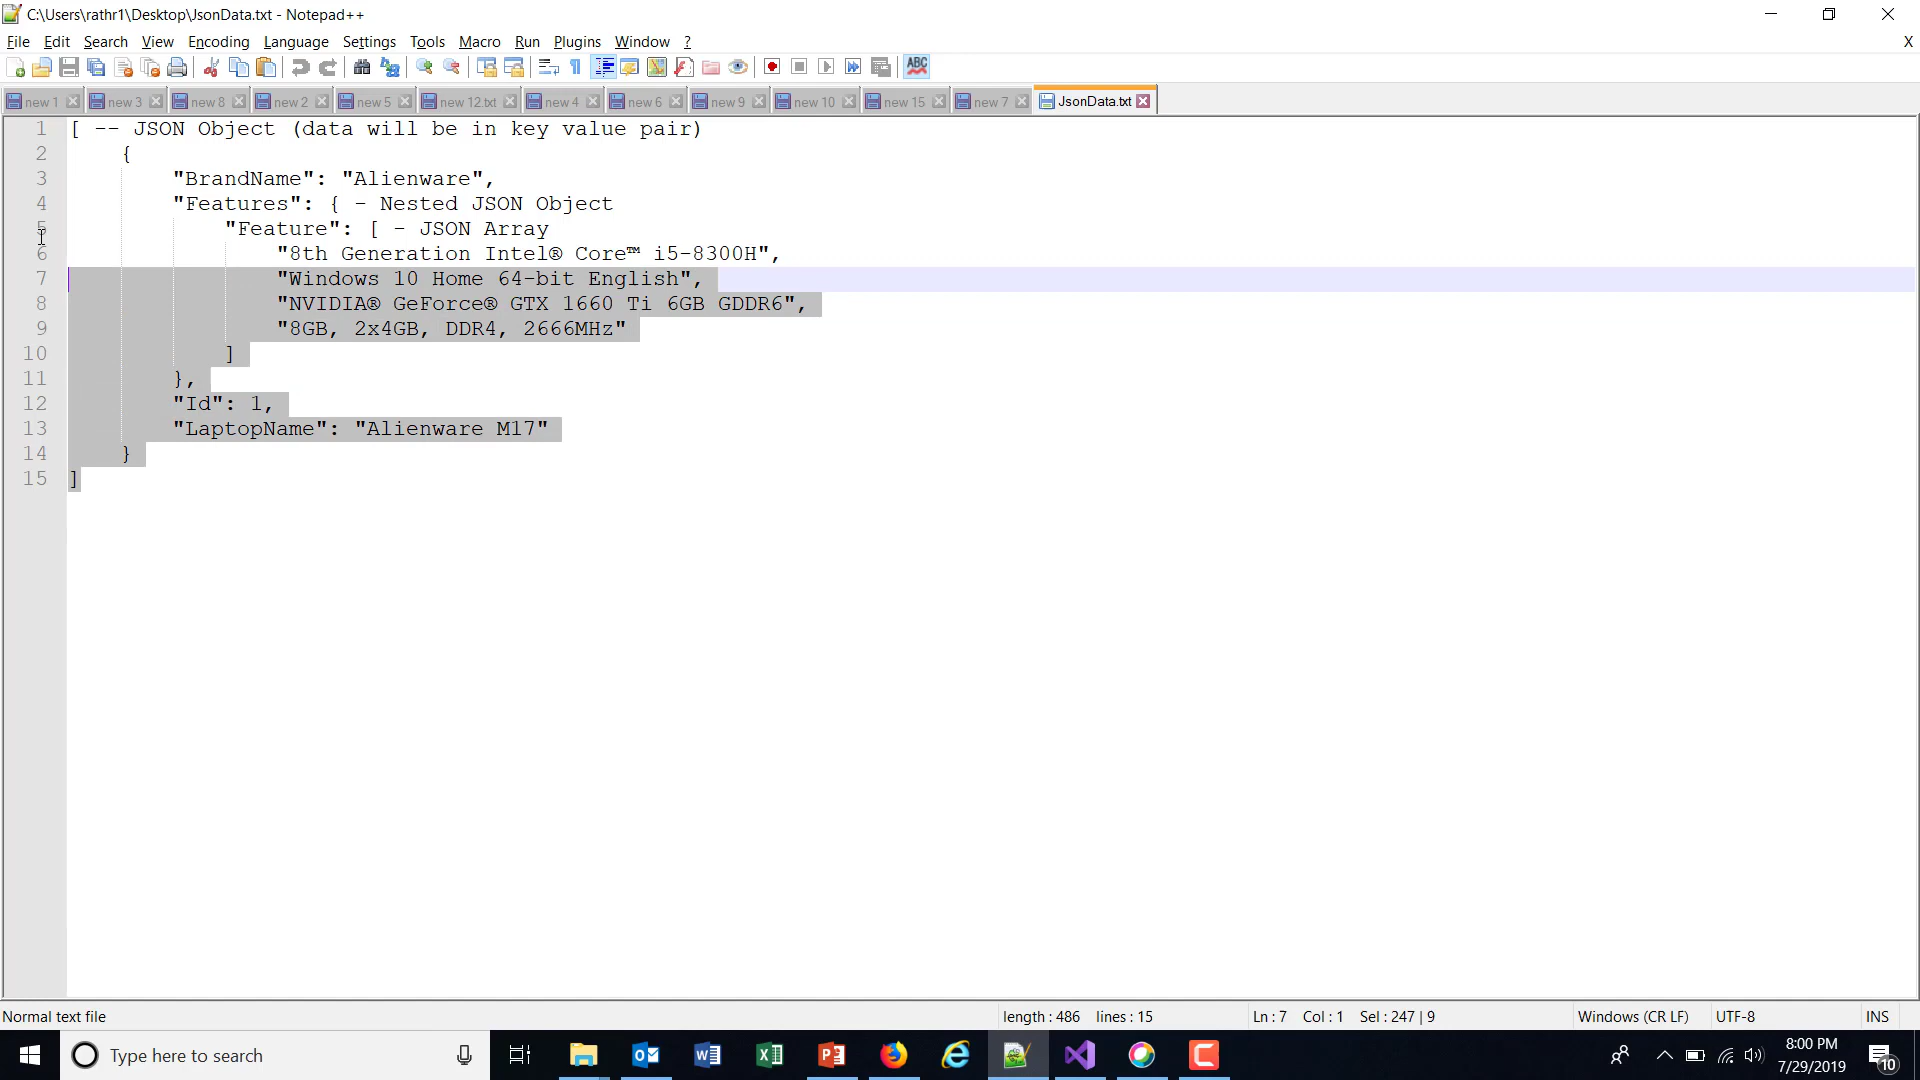 C:\Users\rathr1\Desktop\JsonData.txt - Notepad++
File Edit Search View Encoding Language Settings Tools Macro Run Plugins Window ? X
new 1 new 3 new 8 new 2 new 5 new 12.txt new 4 new 6 new 9 new 10 new 15 new 7 JsonData.txt
1 [ -- JSON Object (data will be in key value pair)
2 {
3 "BrandName": "Alienware",
4 "Features": { - Nested JSON Object
5 "Feature": [ - JSON Array
6 "8th Generation Intel® Core™ i5-8300H",
7 "Windows 10 Home 64-bit English",
8 "NVIDIA® GeForce® GTX 1660 Ti 6GB GDDR6",
9 "8GB, 2x4GB, DDR4, 2666MHz"
10 ]
11 },
12 "Id": 1,
13 "LaptopName": "Alienware M17"
14 }
15 ]
Normal text file length : 486 lines : 15 Ln : 7 Col : 1 Sel : 247 | 9 Windows (CR LF) UTF-8 INS
Type here to search
8:00 PM
7/29/2019
10